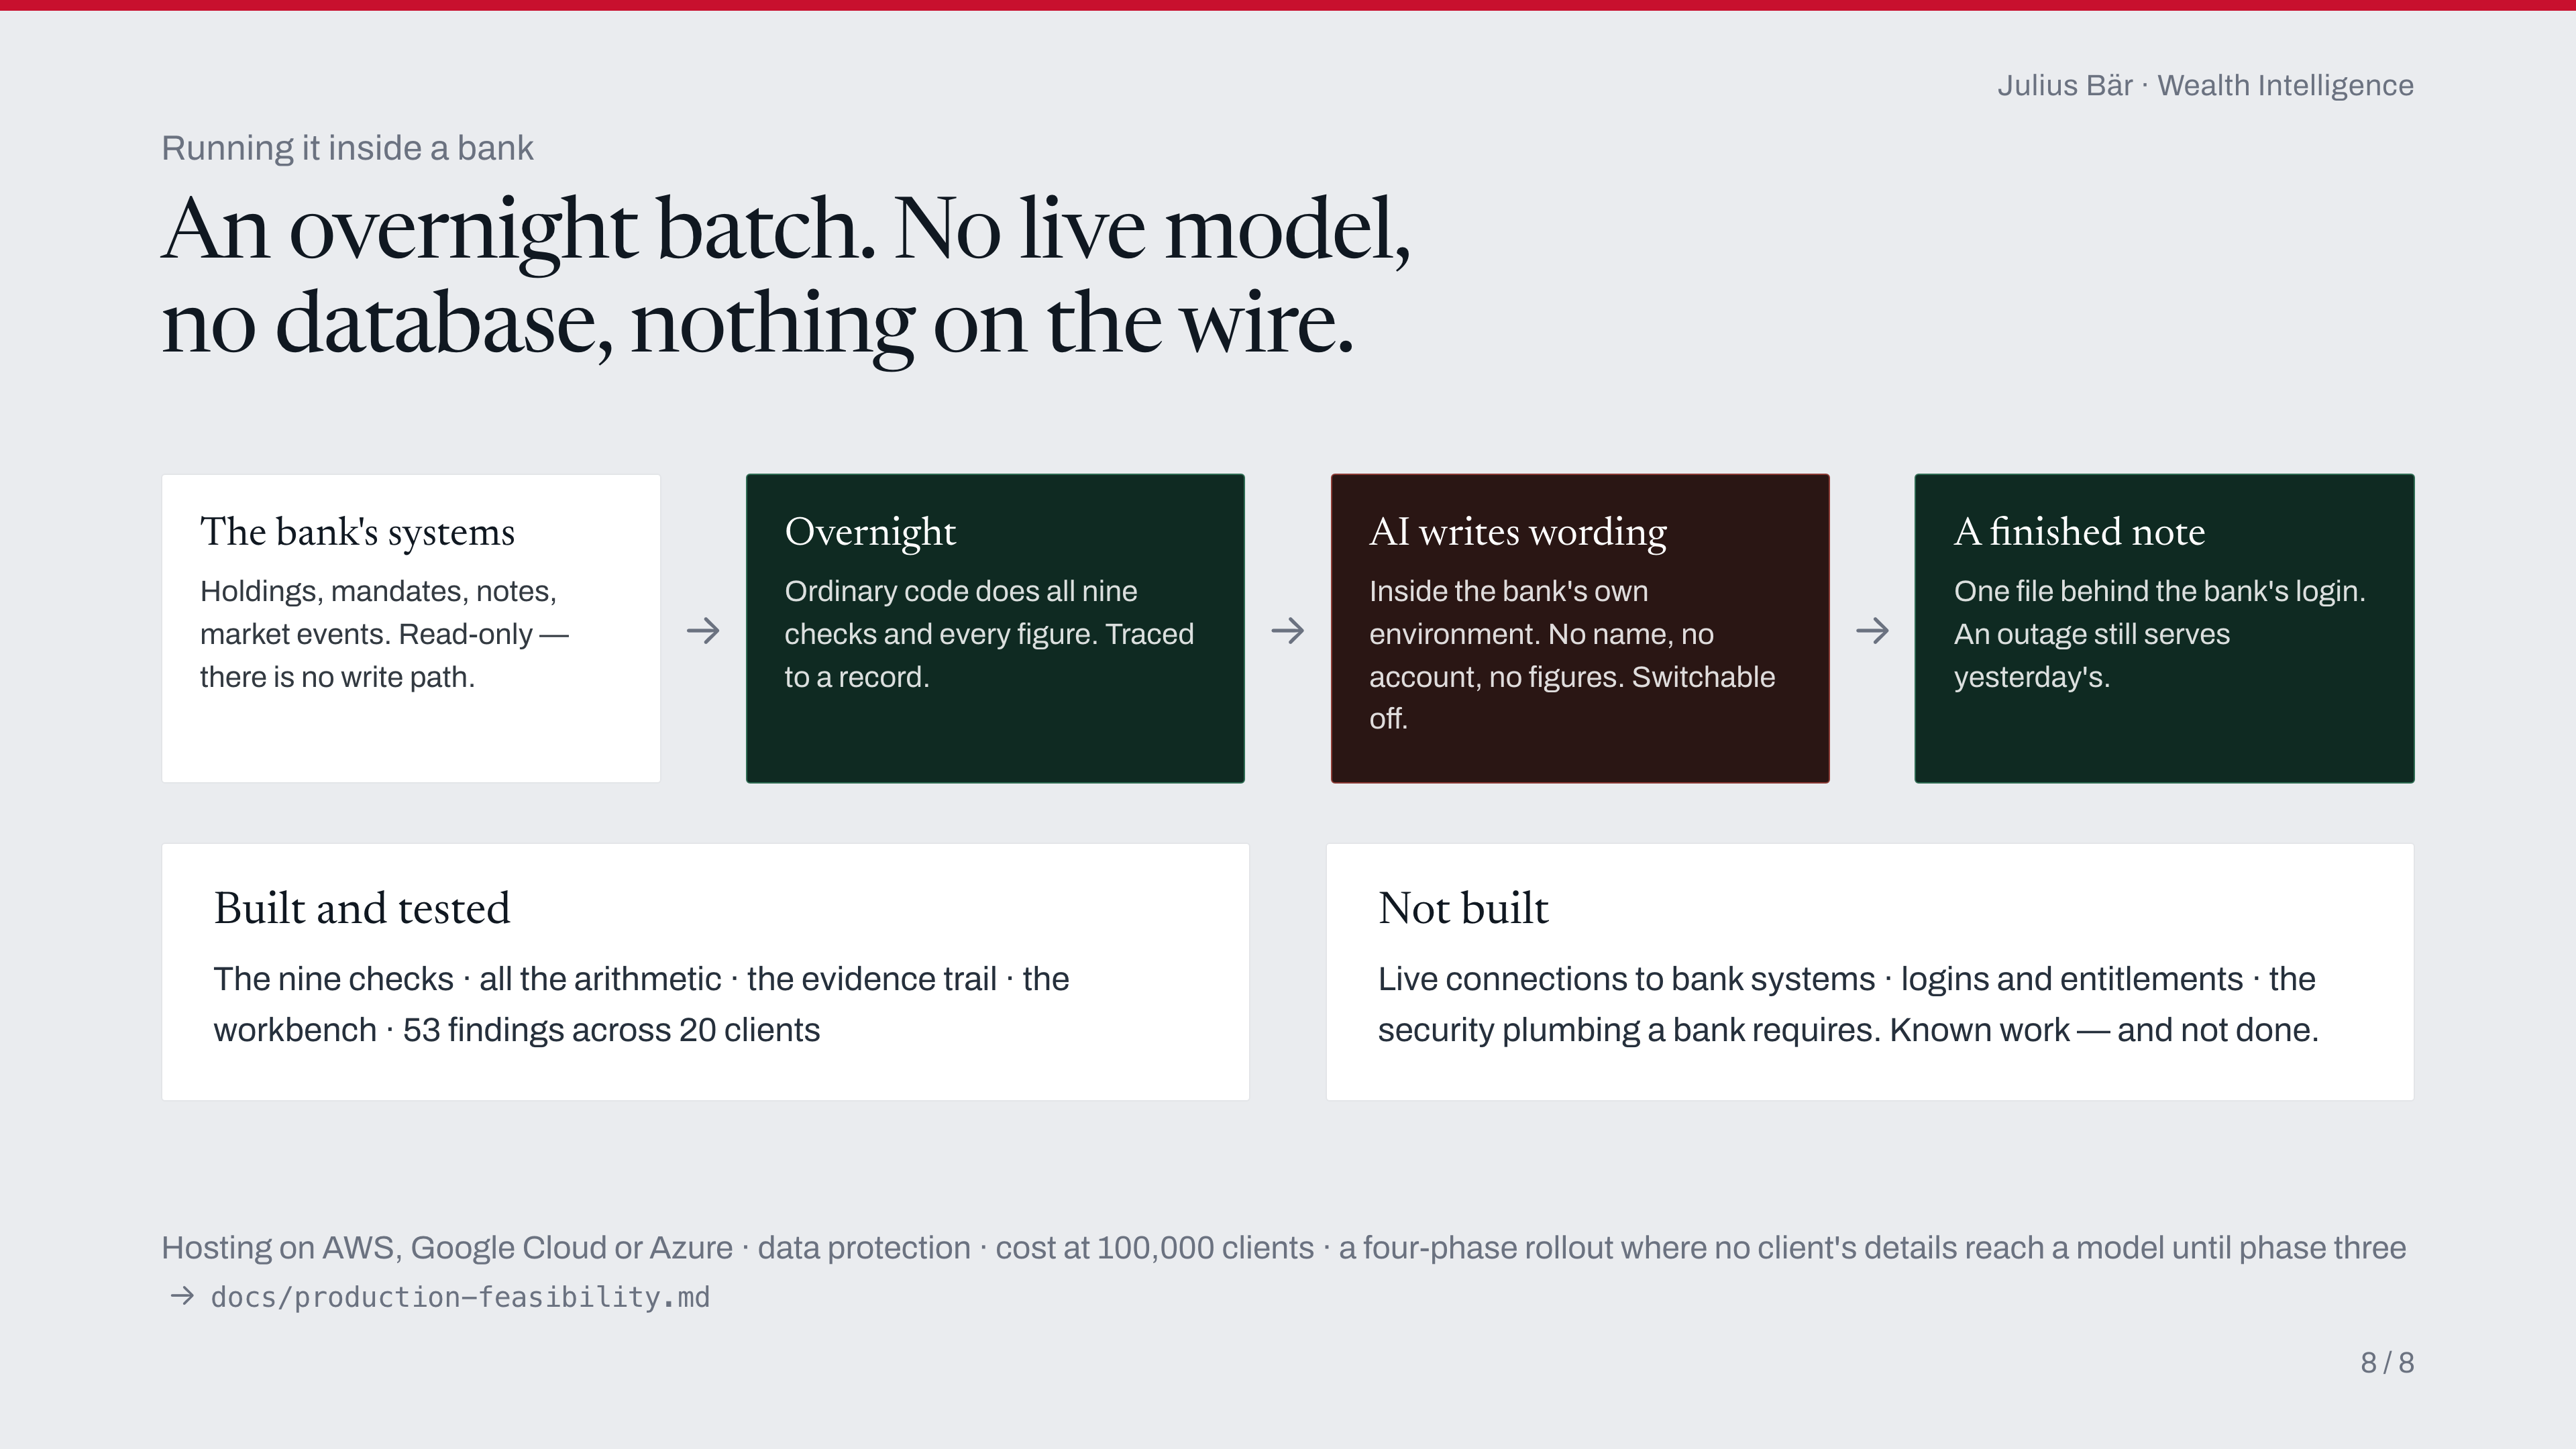 Julius Bär · Wealth Intelligence
Running it inside a bank
An overnight batch. No live model,
no database, nothing on the wire.
The bank's systems
Holdings, mandates, notes,
market events. Read-only —
there is no write path.
→
Overnight
Ordinary code does all nine
checks and every figure. Traced
to a record.
→
AI writes wording
Inside the bank's own
environment. No name, no
account, no figures. Switchable
off.
→
A finished note
One file behind the bank's login.
An outage still serves
yesterday's.
Built and tested
The nine checks · all the arithmetic · the evidence trail · the
workbench · 53 findings across 20 clients
Not built
Live connections to bank systems · logins and entitlements · the
security plumbing a bank requires. Known work — and not done.
Hosting on AWS, Google Cloud or Azure · data protection · cost at 100,000 clients · a four-phase rollout where no client's details reach a model until phase three
→ docs/production-feasibility.md
8 / 8